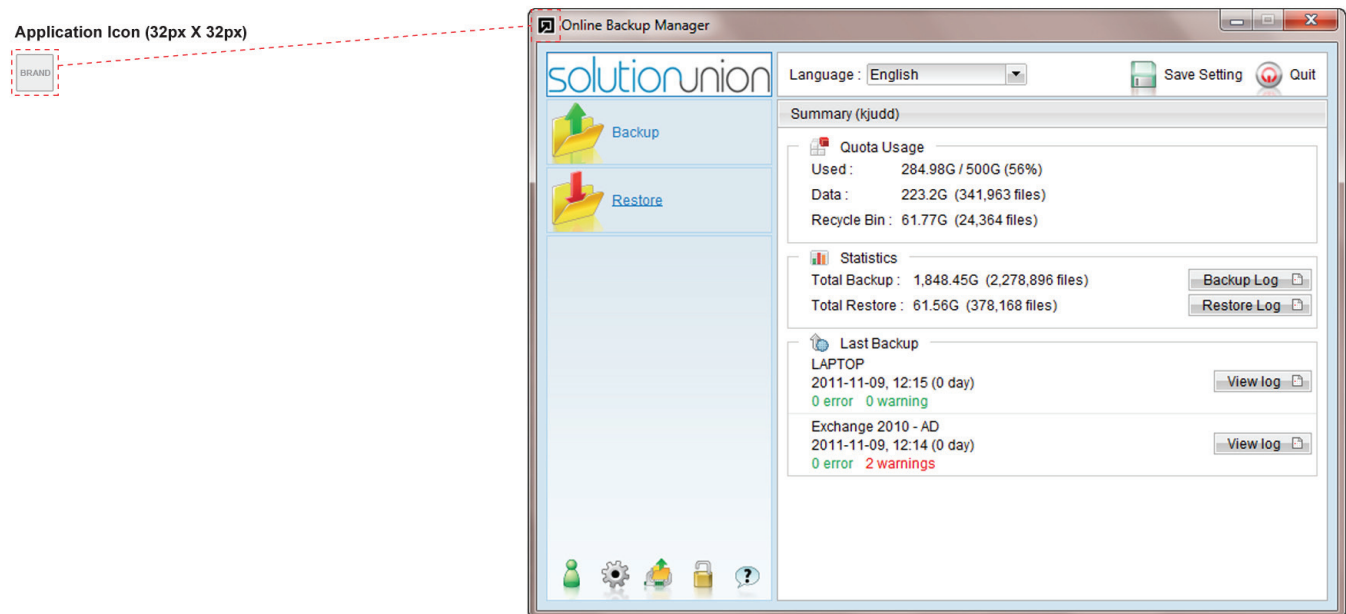 Application Icon (32px X 32px)
BRAND
Online Backup Manager
solutionunion
Language : English
Save Setting
Quit
Backup
Restore
Summary (kjudd)
Quota Usage
Used : 284.98G / 500G (56%)
Data : 223.2G (341,963 files)
Recycle Bin : 61.77G (24,364 files)
Statistics
Total Backup : 1,848.45G (2,278,896 files)
Backup Log
Total Restore : 61.56G (378,168 files)
Restore Log
Last Backup
LAPTOP
2011-11-09, 12:15 (0 day)
0 error 0 warning
View log
Exchange 2010 - AD
2011-11-09, 12:14 (0 day)
0 error 2 warnings
View log
?